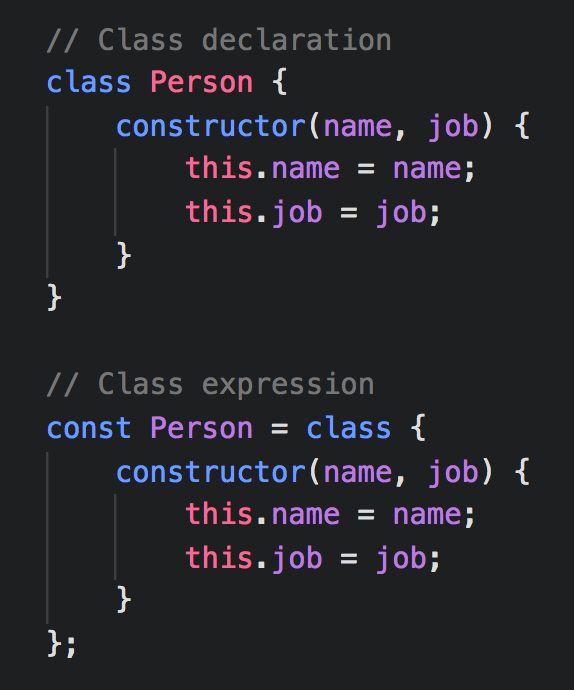 // Class declaration
class Person {
    constructor(name, job) {
        this.name = name;
        this.job = job;
    }
}

// Class expression
const Person = class {
    constructor(name, job) {
        this.name = name;
        this.job = job;
    }
};